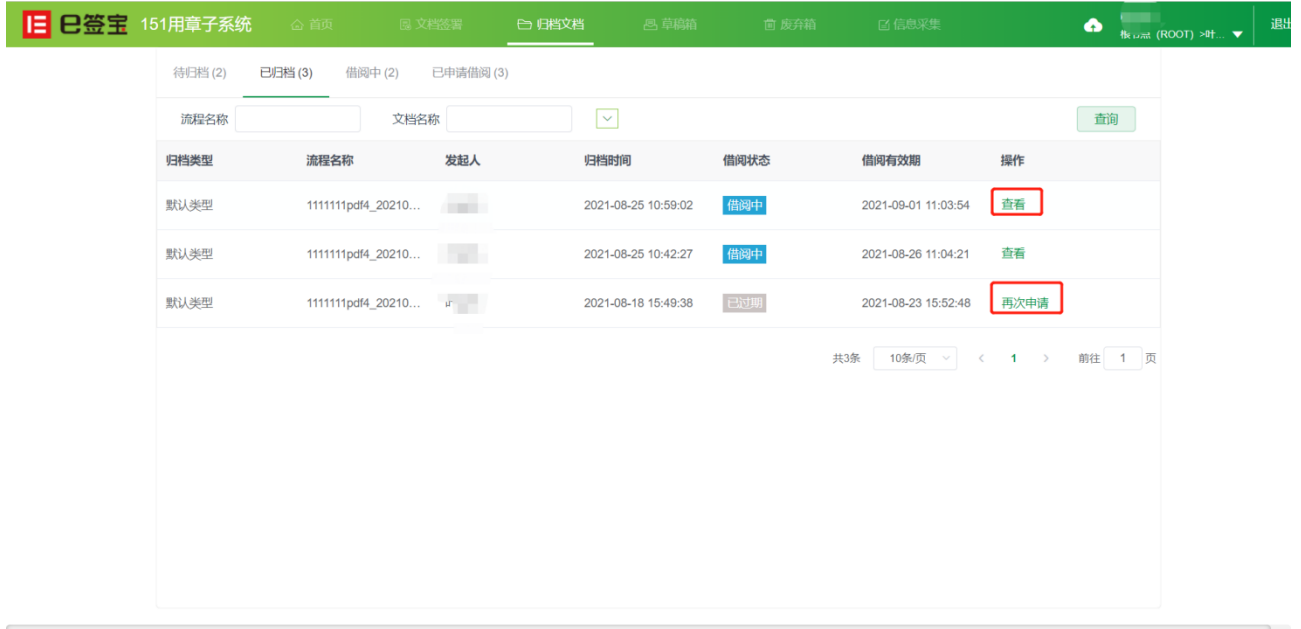 E签宝 151用章子系统 首页 文档签署 归档文档 草稿箱 废弃箱 信息采集 (ROOT) >叶... 退出
待归档 (2) 已归档 (3) 借阅中 (2) 已申请借阅 (3)
流程名称 文档名称 查询
归档类型 流程名称 发起人 归档时间 借阅状态 借阅有效期 操作
默认类型 1111111pdf4_20210... 2021-08-25 10:59:02 借阅中 2021-09-01 11:03:54 查看
默认类型 1111111pdf4_20210... 2021-08-25 10:42:27 借阅中 2021-08-26 11:04:21 查看
默认类型 1111111pdf4_20210... 2021-08-18 15:49:38 已过期 2021-08-23 15:52:48 再次申请
共3条 10条/页 < 1 > 前往 1 页